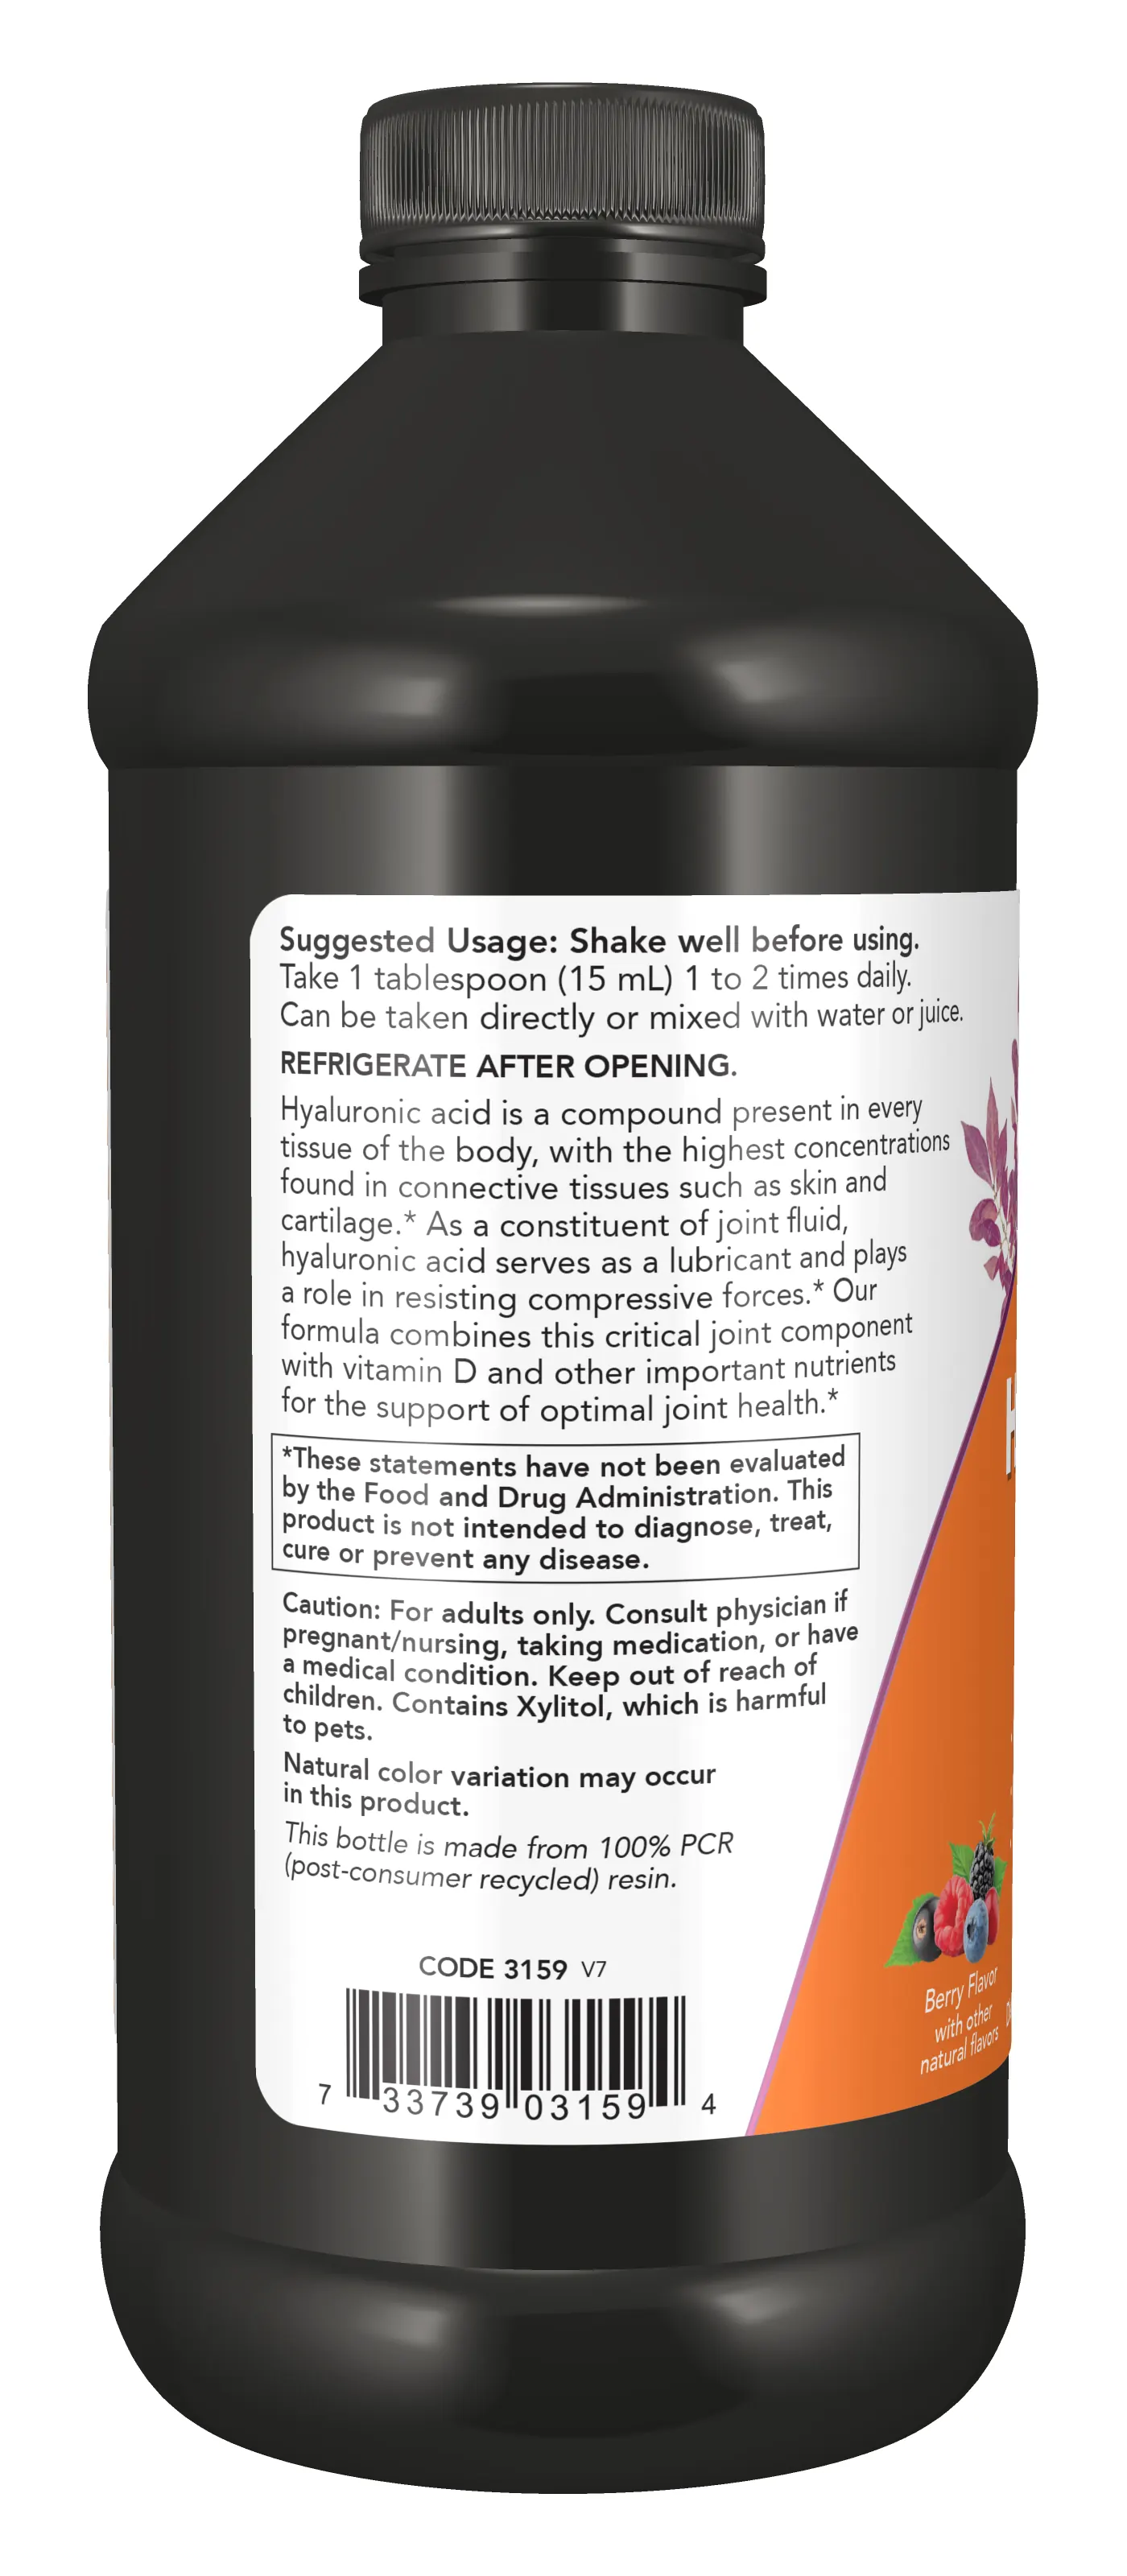 Suggested Usage: Shake well before using.
Take 1 tablespoon (15 mL) 1 to 2 times daily.
Can be taken directly or mixed with water or juice.
REFRIGERATE AFTER OPENING.
Hyaluronic acid is a compound present in every
tissue of the body, with the highest concentrations
found in connective tissues such as skin and
cartilage.* As a constituent of joint fluid,
hyaluronic acid serves as a lubricant and plays
a role in resisting compressive forces.* Our
formula combines this critical joint component
with vitamin D and other important nutrients
for the support of optimal joint health.*
*These statements have not been evaluated
by the Food and Drug Administration. This
product is not intended to diagnose, treat,
cure or prevent any disease.
Caution: For adults only. Consult physician if
pregnant/nursing, taking medication, or have
a medical condition. Keep out of reach of
children. Contains Xylitol, which is harmful
to pets.
Natural color variation may occur
in this product.
This bottle is made from 100% PCR
(post-consumer recycled) resin.
CODE 3159 V7
7 33739 03159 4
Berry Flavor
with other
natural flavors